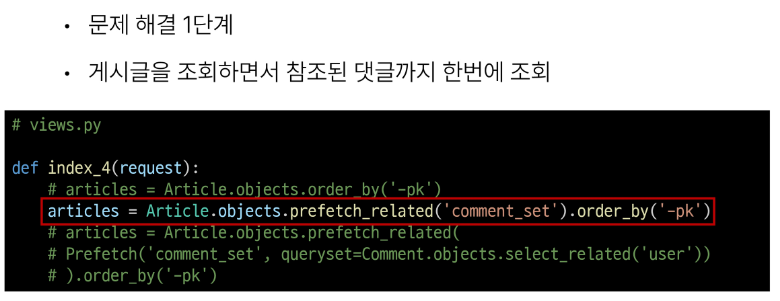 • 문제 해결 1단계
• 게시글을 조회하면서 참조된 댓글까지 한번에 조회
# views.py
def index_4(request):
    # articles = Article.objects.order_by('-pk')
    articles = Article.objects.prefetch_related('comment_set').order_by('-pk')
    # articles = Article.objects.prefetch_related(
    # Prefetch('comment_set', queryset=Comment.objects.select_related('user'))
    # ).order_by('-pk')